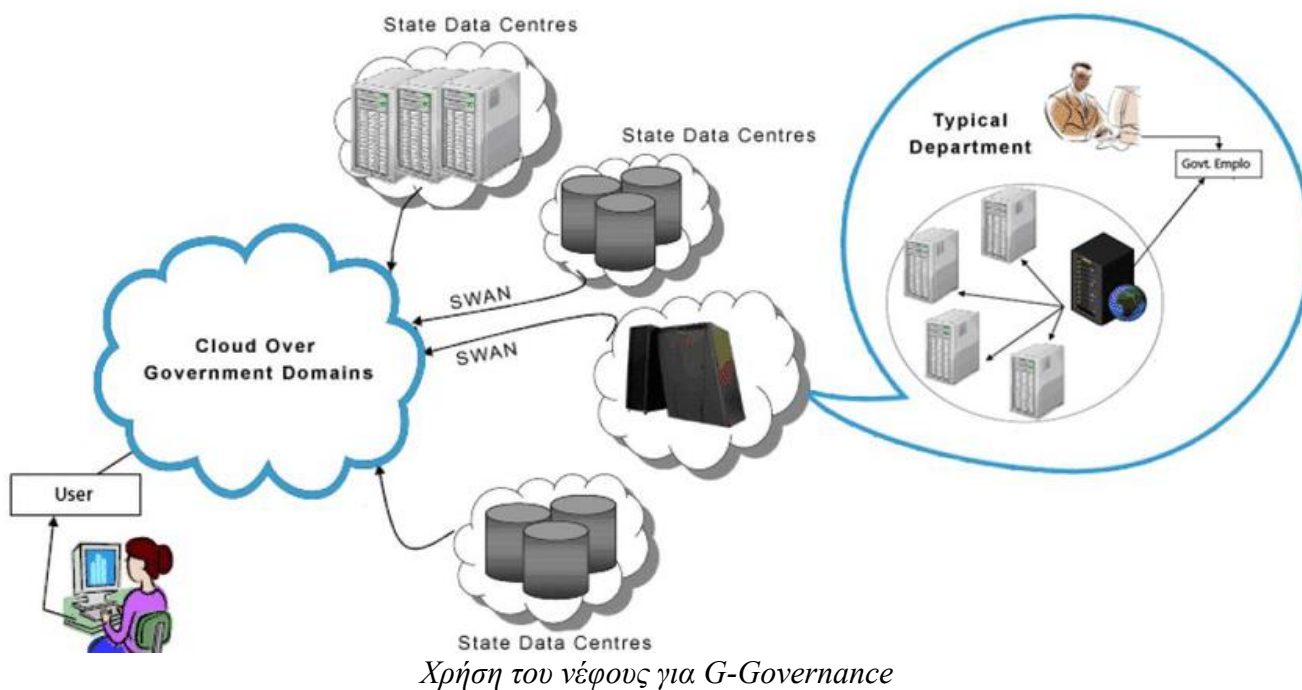 State Data Centres
State Data Centres
Typical
Department
Govt. Emplo
SWAN
SWAN
Cloud Over
Government Domains
User
State Data Centres
Χρήση του νέφους για G-Governance